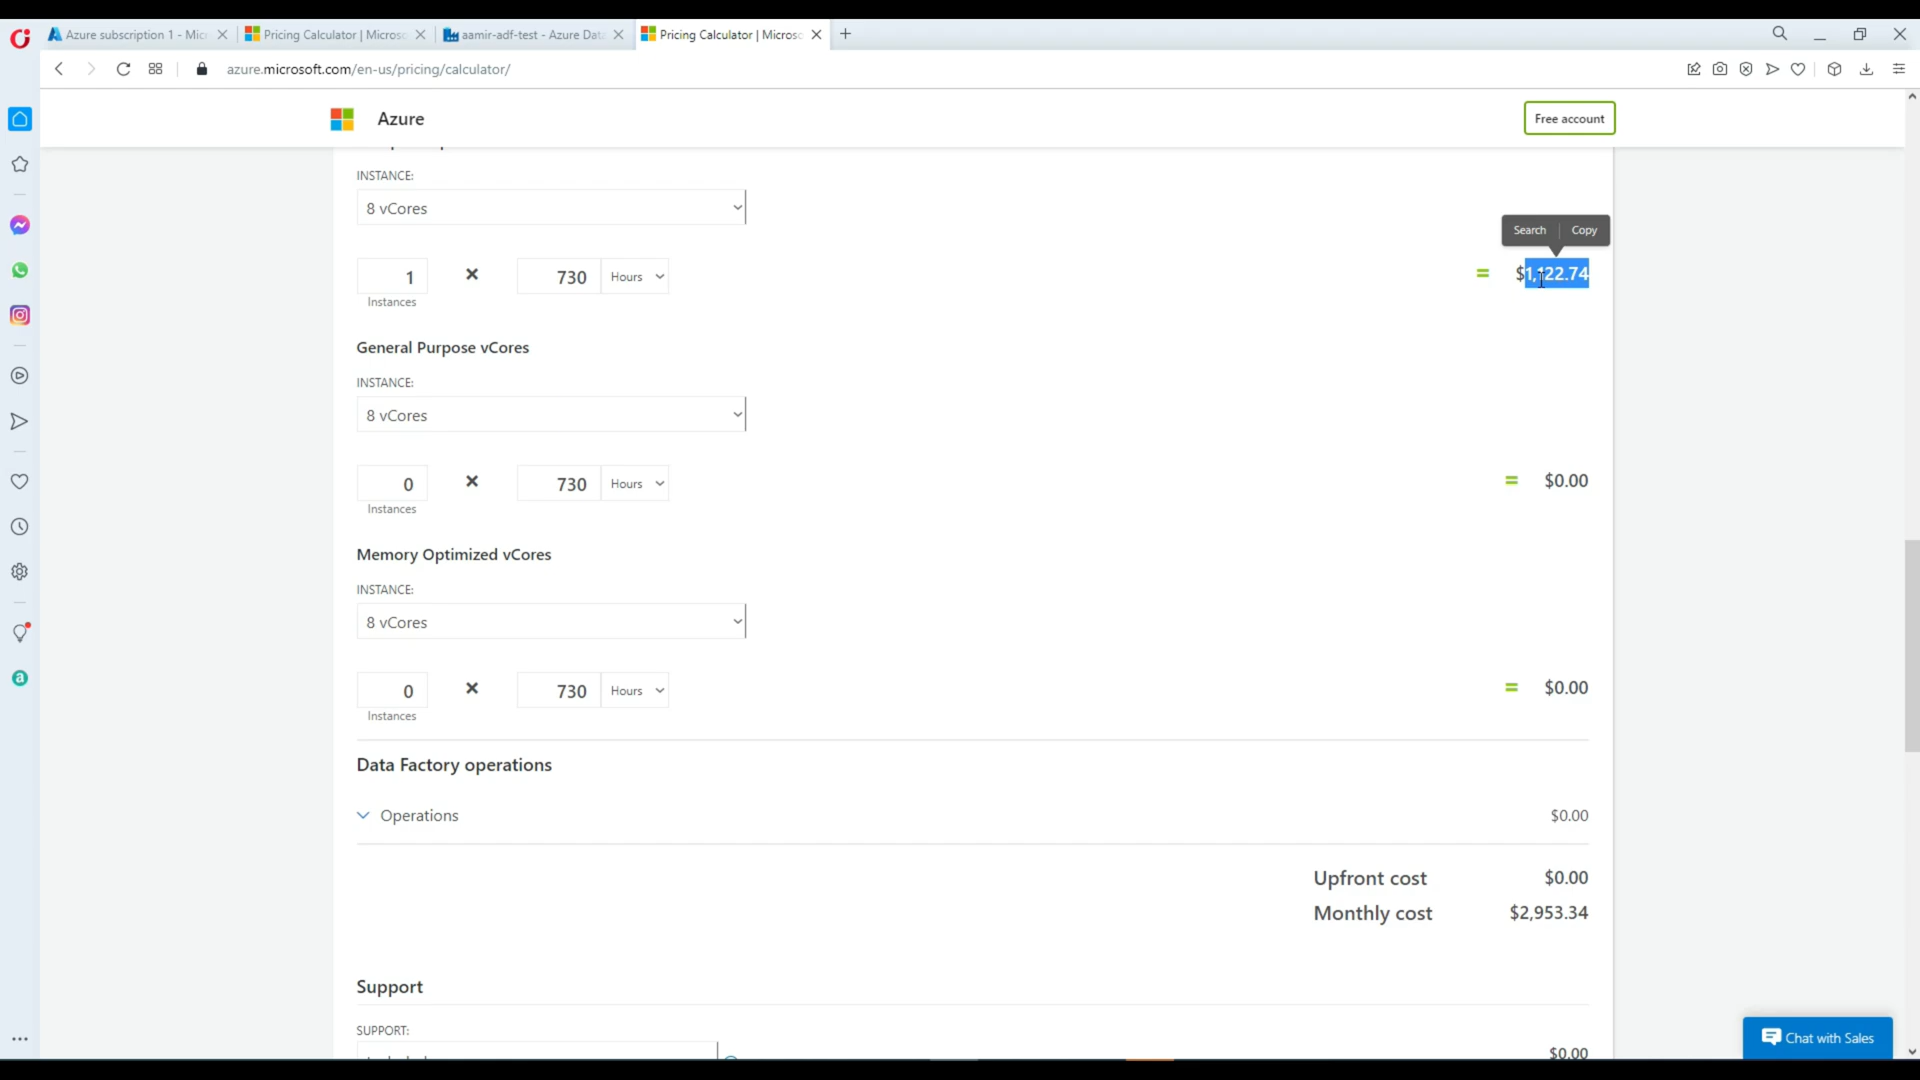 Azure subscription 1 - Micr
Pricing Calculator | Microso
aamir-adf-test - Azure Data
Pricing Calculator | Microso
azure.microsoft.com/en-us/pricing/calculator/
Azure
Free account
INSTANCE:
8 vCores
Search
Copy
1
×
730
Hours
=
$1,122.74
Instances
General Purpose vCores
INSTANCE:
8 vCores
0
×
730
Hours
=
$0.00
Instances
Memory Optimized vCores
INSTANCE:
8 vCores
0
×
730
Hours
=
$0.00
Instances
Data Factory operations
Operations
$0.00
Upfront cost
$0.00
Monthly cost
$2,953.34
Support
SUPPORT:
$0.00
Chat with Sales